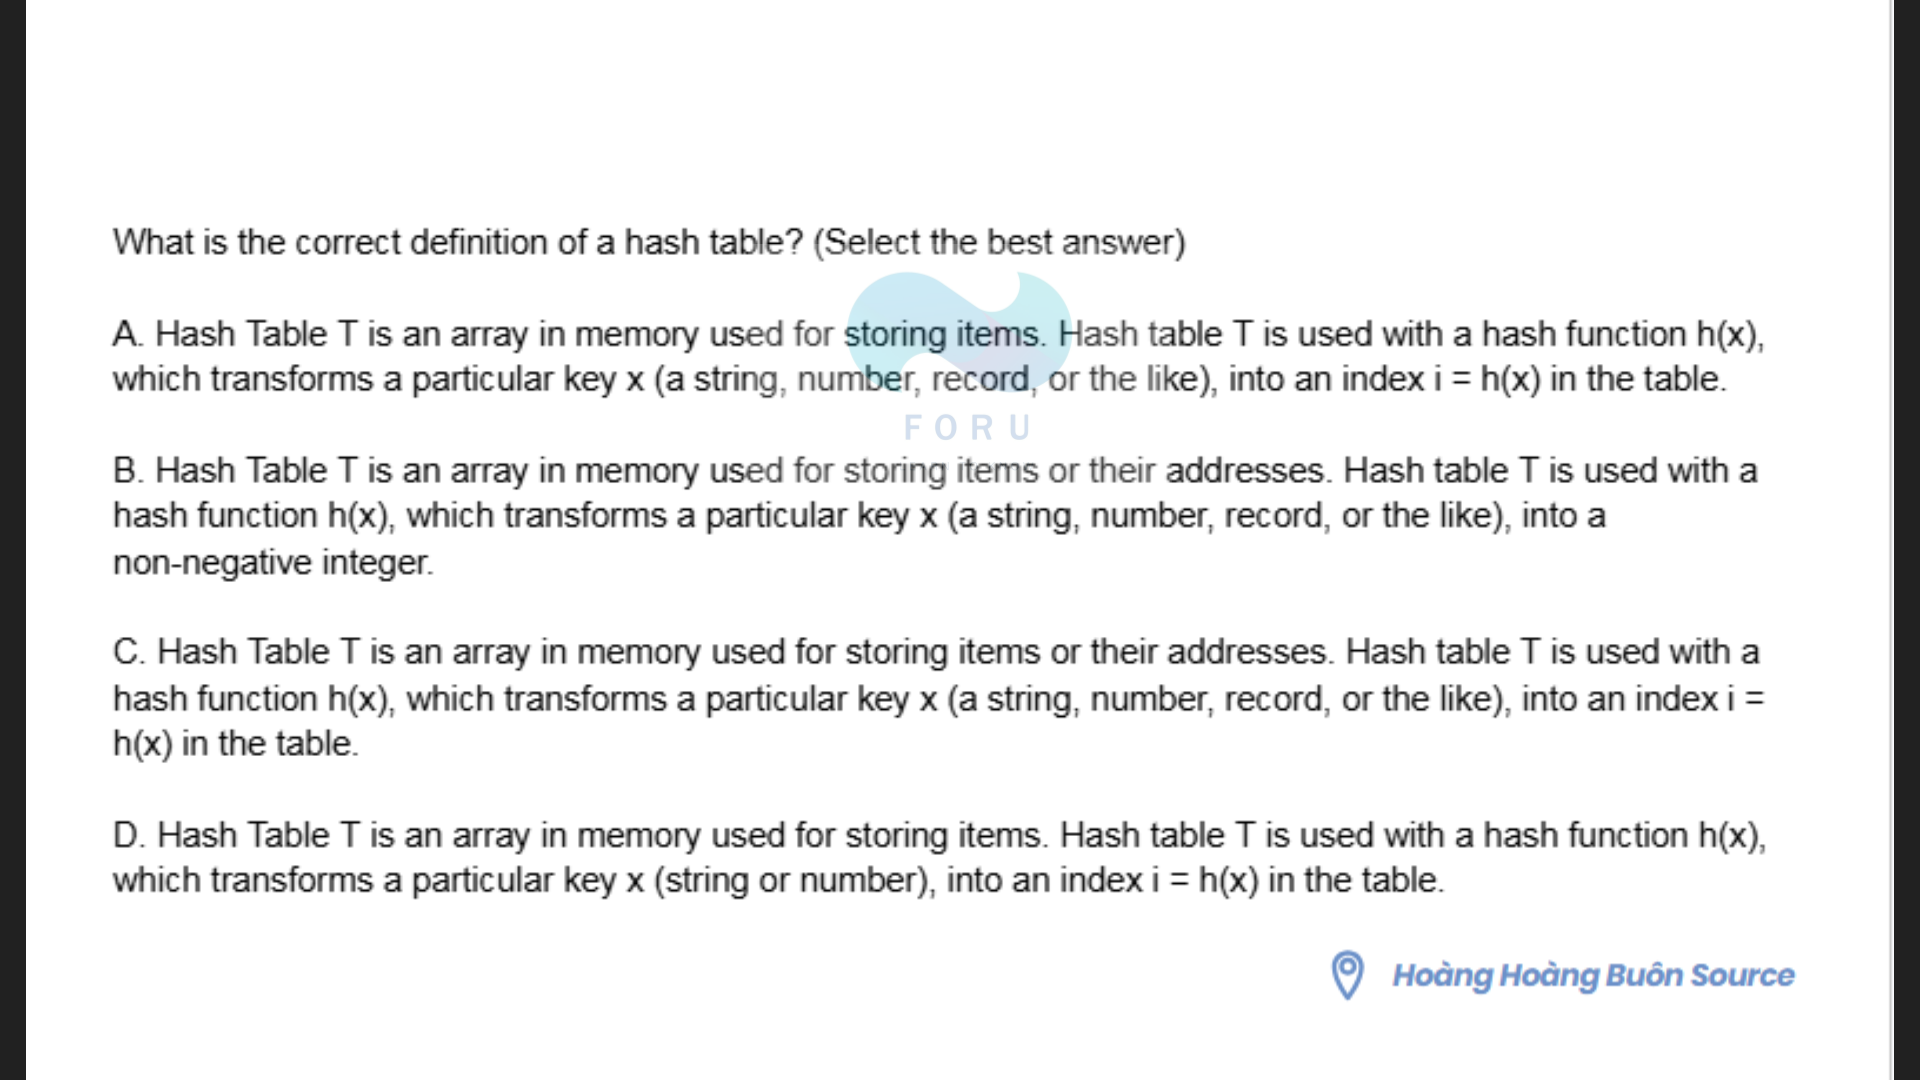 What is the correct definition of a hash table? (Select the best answer)
A. Hash Table T is an array in memory used for storing items. Hash table T is used with a hash function h(x),
which transforms a particular key x (a string, number, record, or the like), into an index i = h(x) in the table.
FORU
B. Hash Table T is an array in memory used for storing items or their addresses. Hash table T is used with a
hash function h(x), which transforms a particular key x (a string, number, record, or the like), into a
non-negative integer.
C. Hash Table T is an array in memory used for storing items or their addresses. Hash table T is used with a
hash function h(x), which transforms a particular key x (a string, number, record, or the like), into an index i =
h(x) in the table.
D. Hash Table T is an array in memory used for storing items. Hash table T is used with a hash function h(x),
which transforms a particular key x (string or number), into an index i = h(x) in the table.
Hoàng Hoàng Buôn Source